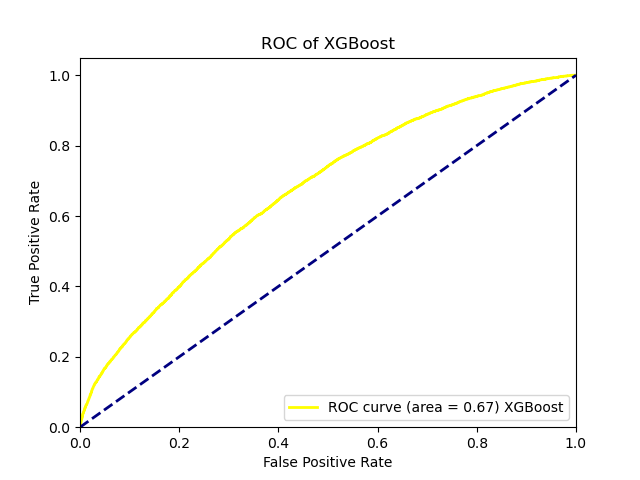 ROC of XGBoost
True Positive Rate
1.0
0.8
0.6
0.4
0.2
0.0
0.0 0.2 0.4 0.6 0.8 1.0
False Positive Rate
ROC curve (area = 0.67) XGBoost